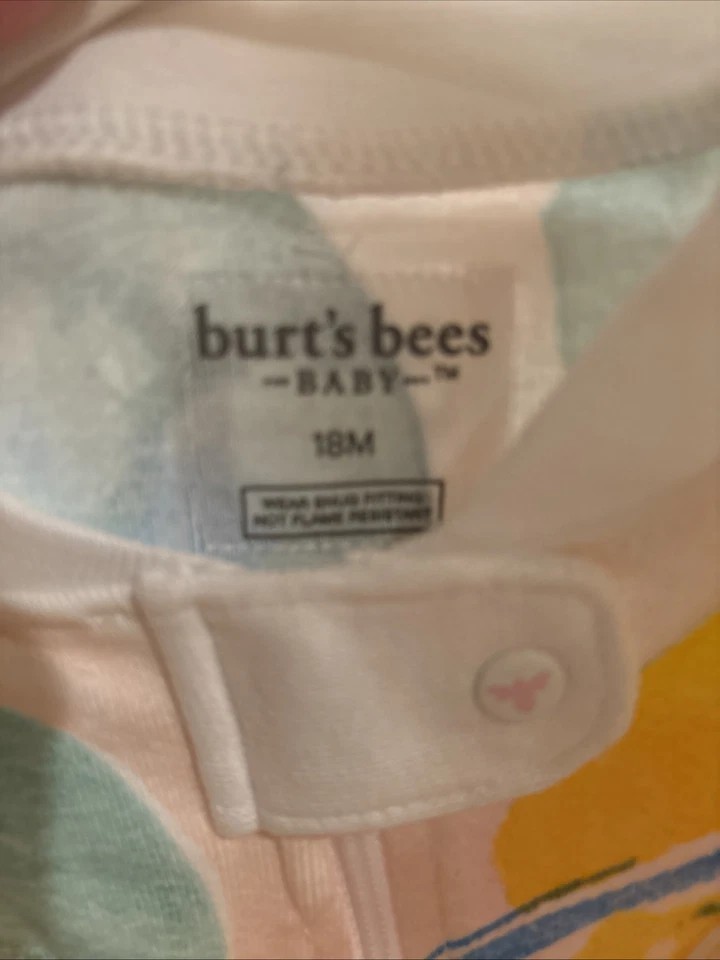 burt's bees
—BABY—™
18M
WEAR SNUG FITTING
NOT FLAME RESISTANT